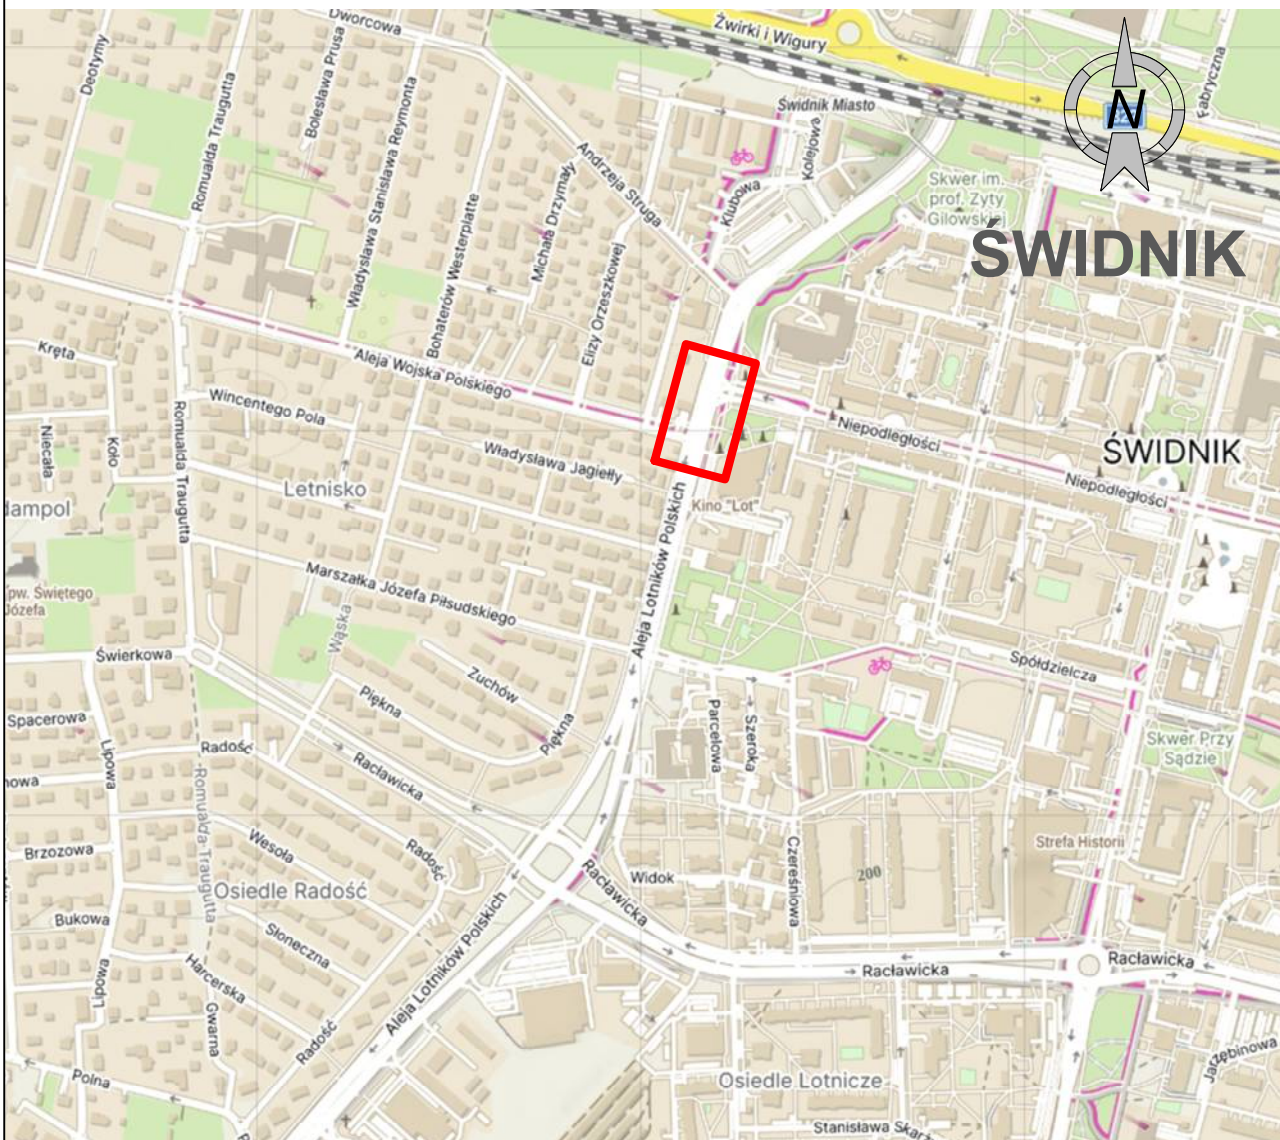 Dworcowa
Żwirki i Wigury
Deotymy
Bolesława Prusa
Fabryczna
N
Romualda Traugutta
Władysława Stanisława Reymonta
Świdnik Miasto
Kolejowa
Andrzeja Struga
Michała Drzymały
Klubowa
Skwer im.
prof. Zyty
Bohaterów Westerplatte
Elizy Orzeszkowej
ŚWIDNIK
Kręta
Aleja Wojska Polskiego
Wincentego Pola
Romualda Traugutta
Niecała
Koło
Władysława Jagiełły
Niepodległości
ŚWIDNIK
Niepodległości
Letnisko
Kino "Lot"
dampol
Aleja Lotników Polskich
Marszałka Józefa Piłsudskiego
pw. Świętego
Józefa
Wąska
Świerkowa
Spółdzielcza
Zuchów
Piękna
Piękna
Parcelowa
Szeroka
Spacerowa
Lipowa
Radość
Skwer Przy
Sądzie
Racławicka
nowa
Romualda Traugutta
Wesoła
Radość
Strefa Historii
Brzozowa
Czereśniowa
200
Widok
Racławicka
Osiedle Radość
Bukowa
Słoneczna
Aleja Lotników Polskich
Racławicka
Racławicka
Harcerska
Lipowa
Gwarna
Radość
Jarzębinowa
Polna
Osiedle Lotnicze
Stanisława Skarż